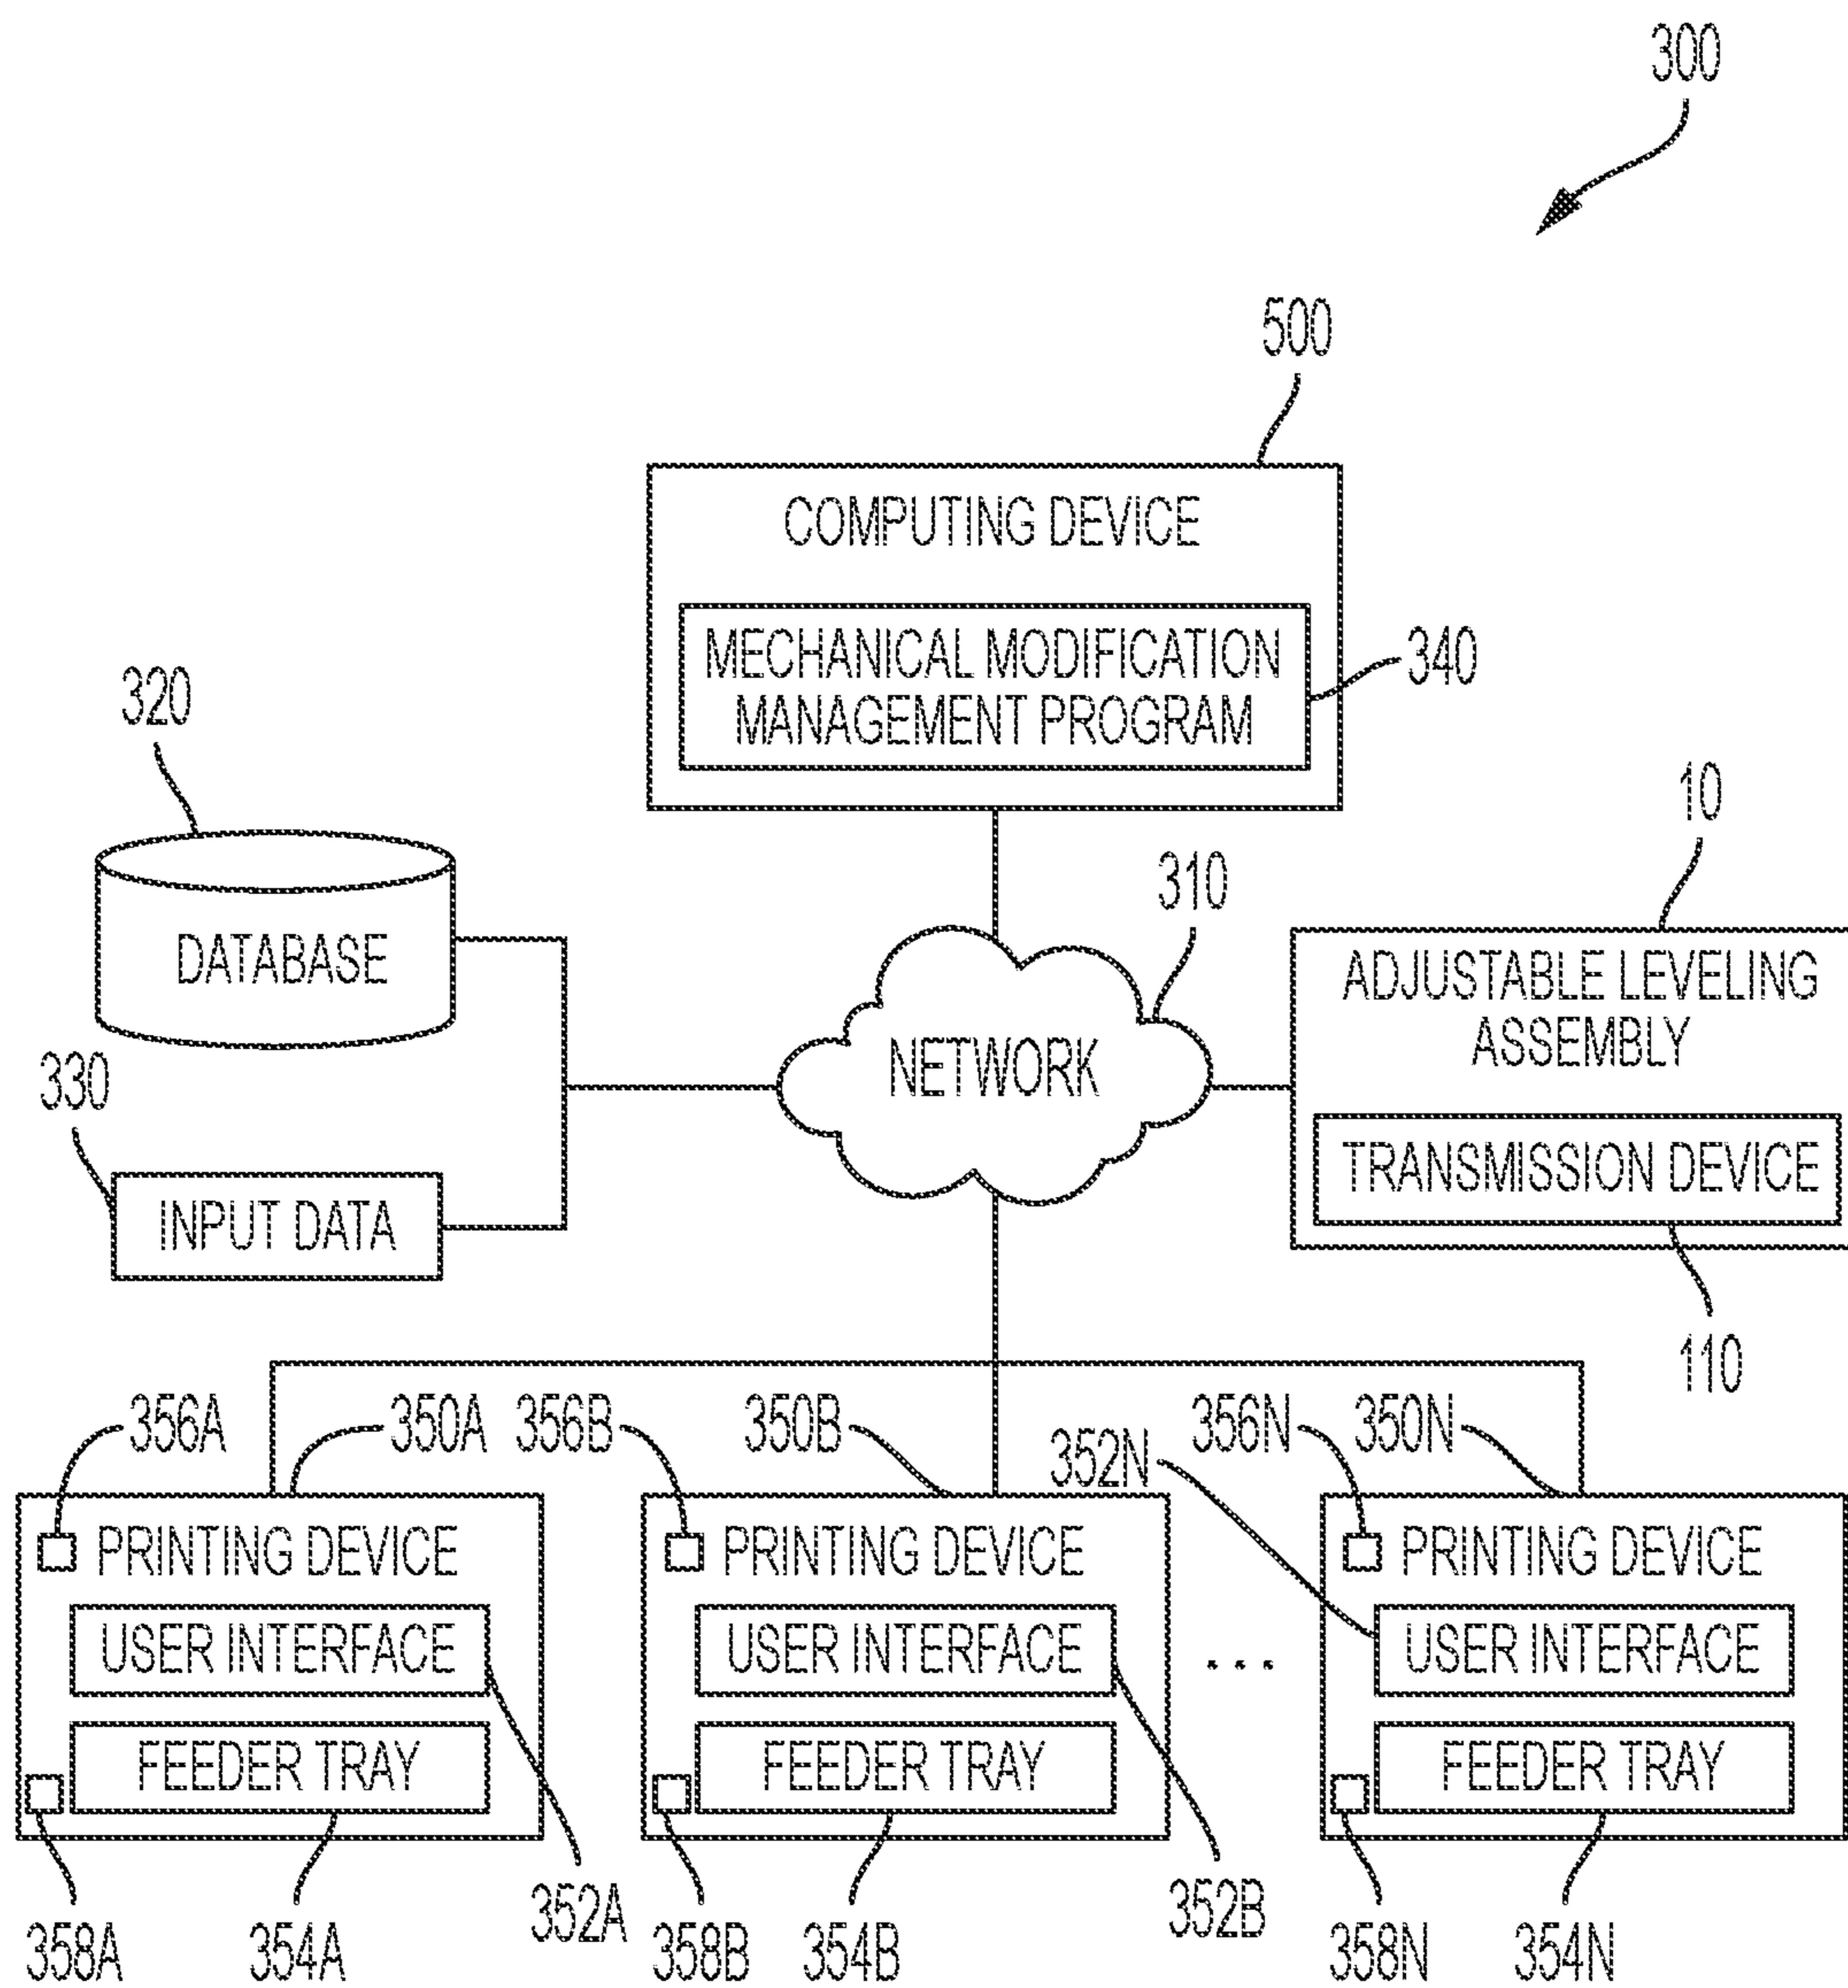 300
500
COMPUTING DEVICE
MECHANICAL MODIFICATION
MANAGEMENT PROGRAM
340
320
DATABASE
10
310
NETWORK
ADJUSTABLE LEVELING
ASSEMBLY
TRANSMISSION DEVICE
110
330
INPUT DATA
356A
350A
356B
350B
352N
356N
350N
PRINTING DEVICE
USER INTERFACE
FEEDER TRAY
PRINTING DEVICE
USER INTERFACE
FEEDER TRAY
...
PRINTING DEVICE
USER INTERFACE
FEEDER TRAY
358A
354A
352A
358B
354B
352B
358N
354N